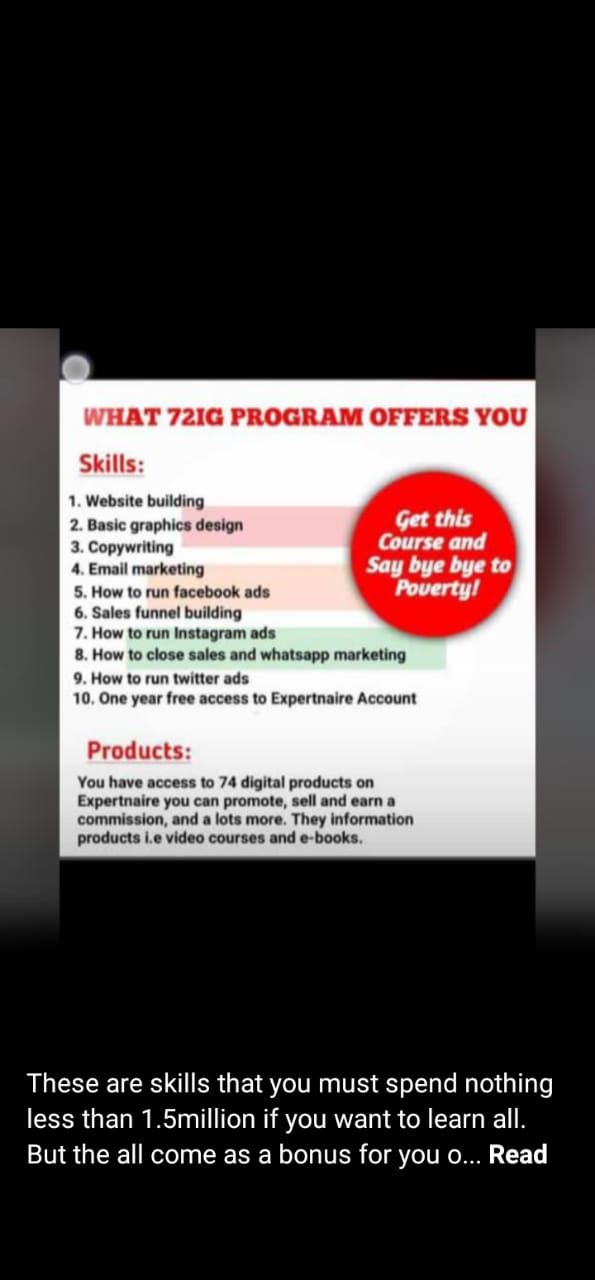 WHAT 72IG PROGRAM OFFERS YOU
Skills:
1. Website building
2. Basic graphics design
3. Copywriting
4. Email marketing
5. How to run facebook ads
6. Sales funnel building
7. How to run Instagram ads
8. How to close sales and whatsapp marketing
9. How to run twitter ads
10. One year free access to Expertnaire Account
Get this
Course and
Say bye bye to
Poverty!
Products:
You have access to 74 digital products on
Expertnaire you can promote, sell and earn a
commission, and a lots more. They information
products i.e video courses and e-books.
These are skills that you must spend nothing
less than 1.5million if you want to learn all.
But the all come as a bonus for you o... Read